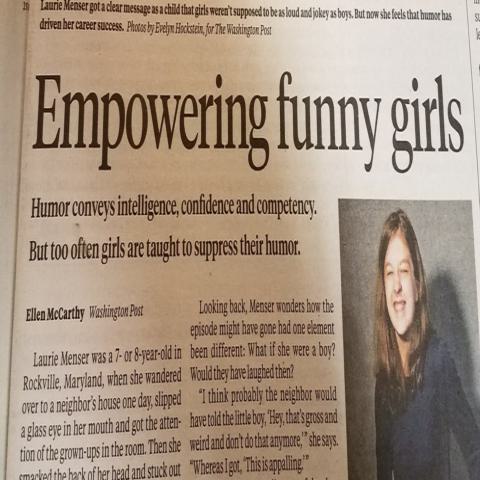 Laurie Menser got a clear message as a child that girls weren't supposed to be as loud and jokey as boys. But now she feels that humor has
driven her career success. Photos by Evelyn Hockstein, for The Washington Post
Empowering funny girls
Humor conveys intelligence, confidence and competency.
But too often girls are taught to suppress their humor.
Ellen McCarthy Washington Post
Laurie Menser was a 7- or 8-year-old in
Rockville, Maryland, when she wandered
over to a neighbor's house one day, slipped
a glass eye in her mouth and got the atten-
tion of the grown-ups in the room. Then she
smacked the back of her head and stuck out
Looking back, Menser wonders how the
episode might have gone had one element
been different: What if she were a boy?
Would they have laughed then?
"I think probably the neighbor would
have told the little boy, 'Hey, that's gross and
weird and don't do that anymore,'" she says.
"Whereas I got, 'This is appalling.'"